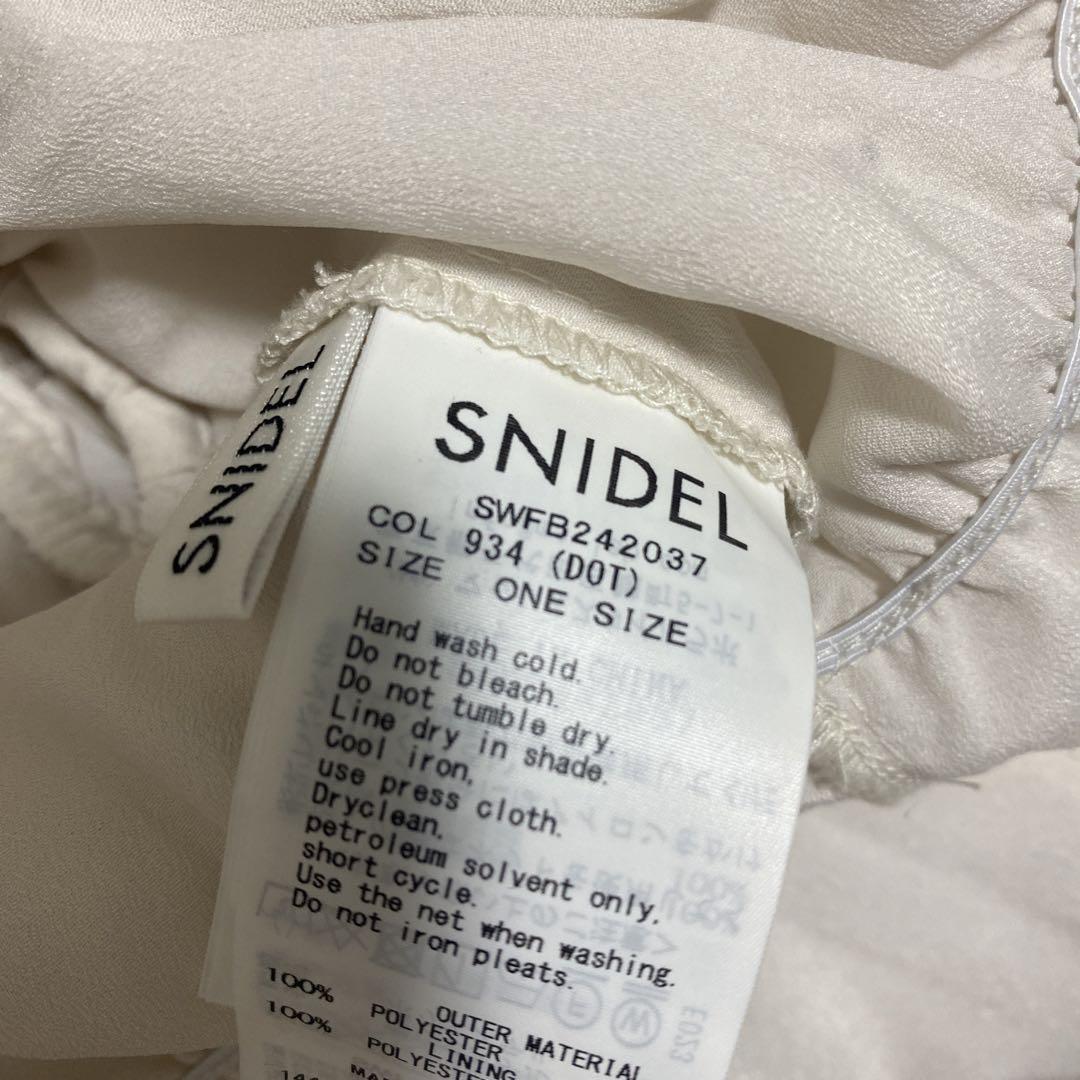 SNIDEL
SNIDEL
SWFB242037
COL 934 (DOT)
SIZE ONE SIZE
Hand wash cold.
Do not bleach.
Do not tumble dry.
Line dry in shade.
Cool iron,
use press cloth.
Dryclean,
petroleum solvent only,
short cycle.
Use the net when washing.
Do not iron pleats.
OUTER MATERIAL
100% POLYESTER
LINING
100% POLYESTER